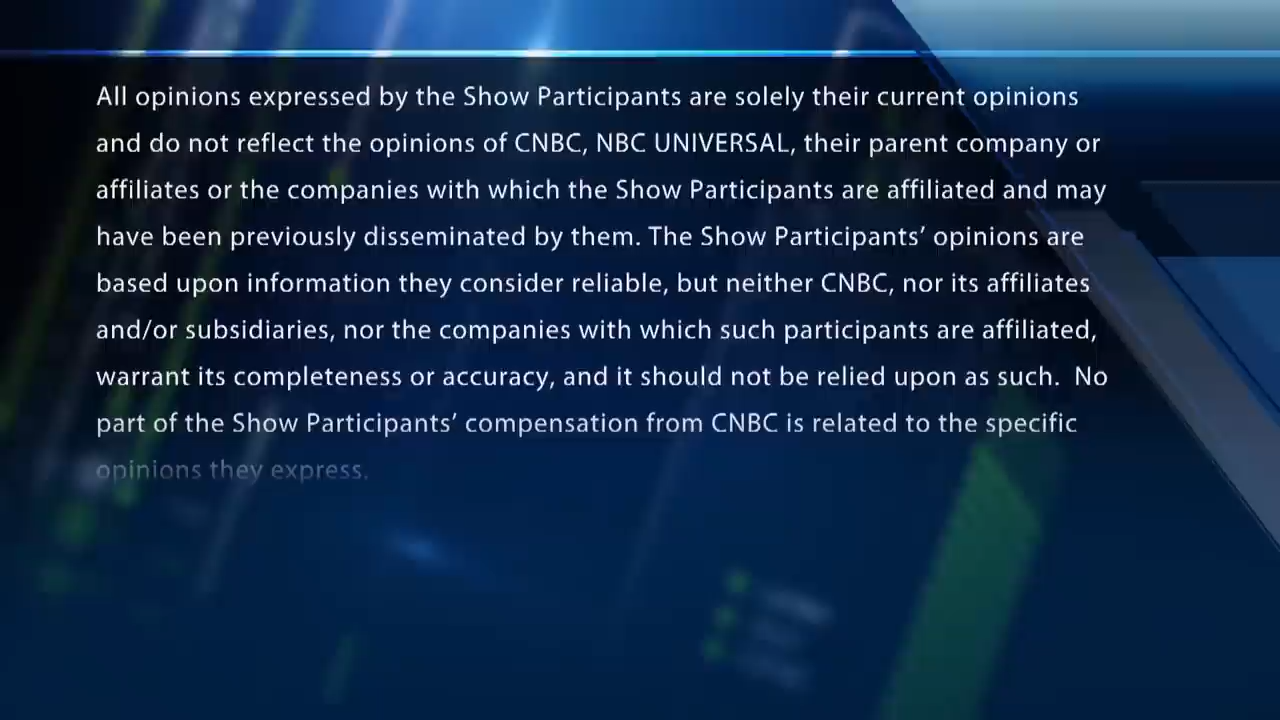 All opinions expressed by the Show Participants are solely their current opinions
and do not reflect the opinions of CNBC, NBC UNIVERSAL, their parent company or
affiliates or the companies with which the Show Participants are affiliated and may
have been previously disseminated by them. The Show Participants’ opinions are
based upon information they consider reliable, but neither CNBC, nor its affiliates
and/or subsidiaries, nor the companies with which such participants are affiliated,
warrant its completeness or accuracy, and it should not be relied upon as such.  No
part of the Show Participants’ compensation from CNBC is related to the specific
opinions they express.